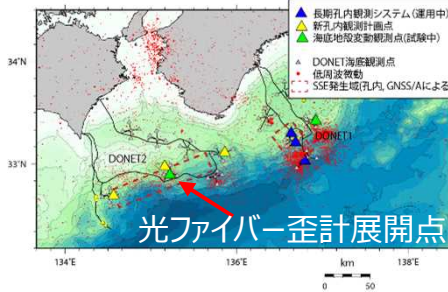 長期孔内観測システム(運用中)
新孔内観測計画点
海底地殻変動観測点(試験中)
DONET海底観測点
低周波微動
SSE発生域(孔内, GNSS/Aによる
34°N
33°N
DONET1
DONET2
光ファイバー歪計展開点
134°E
136°E
138°E
km
0 50